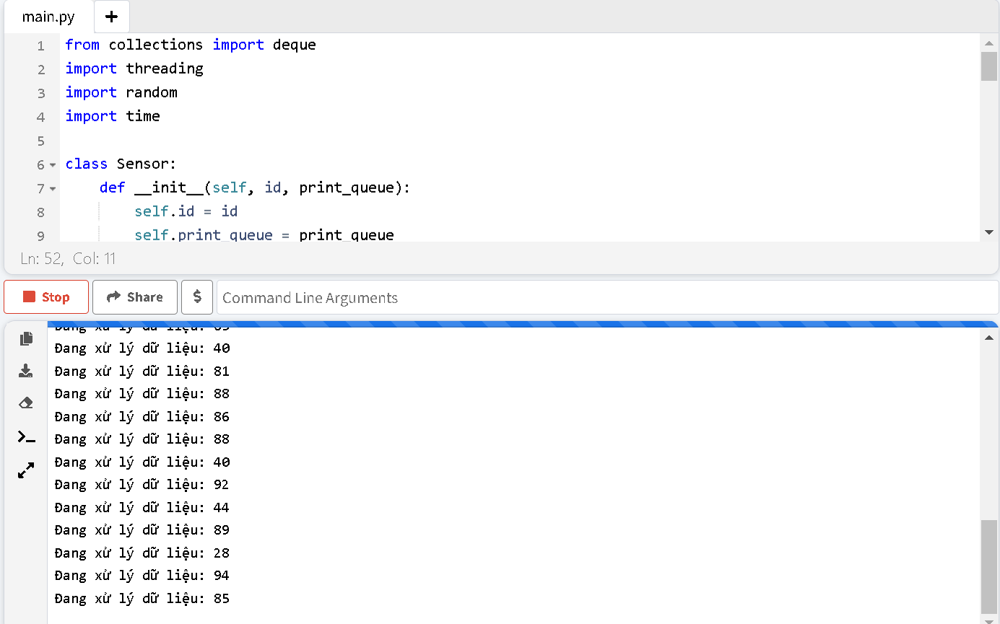 main.py +
1 from collections import deque
2 import threading
3 import random
4 import time
5
6 class Sensor:
7 def __init__(self, id, print_queue):
8 self.id = id
9 self.print_queue = print_queue
Ln: 52, Col: 11
Stop Share $ Command Line Arguments
Đang xử lý dữ liệu:
Đang xử lý dữ liệu: 40
Đang xử lý dữ liệu: 81
Đang xử lý dữ liệu: 88
Đang xử lý dữ liệu: 86
Đang xử lý dữ liệu: 88
Đang xử lý dữ liệu: 40
Đang xử lý dữ liệu: 92
Đang xử lý dữ liệu: 44
Đang xử lý dữ liệu: 89
Đang xử lý dữ liệu: 28
Đang xử lý dữ liệu: 94
Đang xử lý dữ liệu: 85